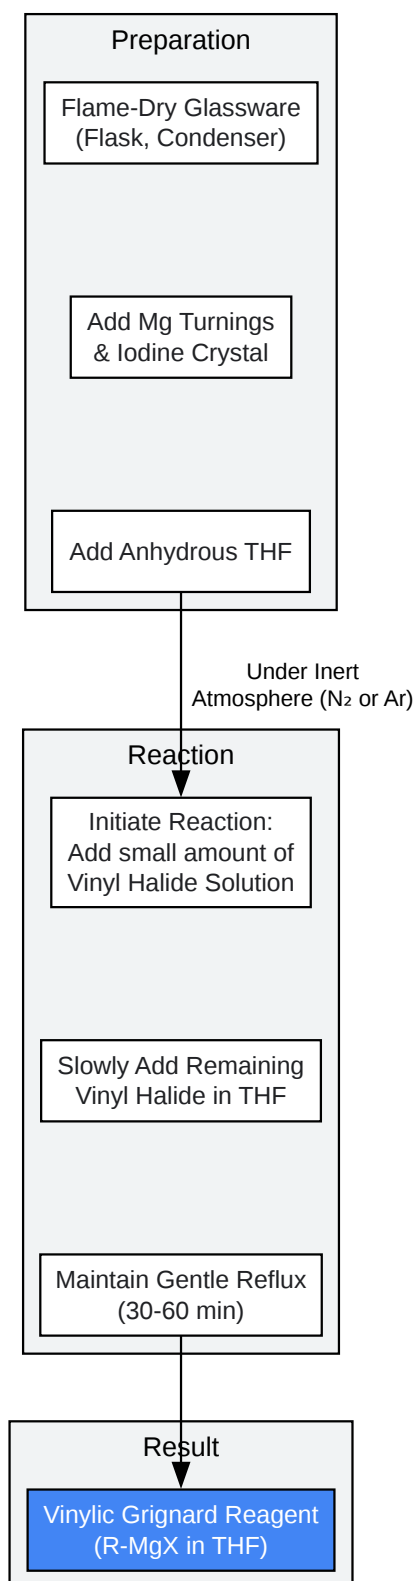 Preparation
Flame-Dry Glassware
(Flask, Condenser)
Add Mg Turnings
& Iodine Crystal
Add Anhydrous THF
Under Inert
Atmosphere (N₂ or Ar)
Reaction
Initiate Reaction:
Add small amount of
Vinyl Halide Solution
Slowly Add Remaining
Vinyl Halide in THF
Maintain Gentle Reflux
(30-60 min)
Result
Vinylic Grignard Reagent
(R-MgX in THF)